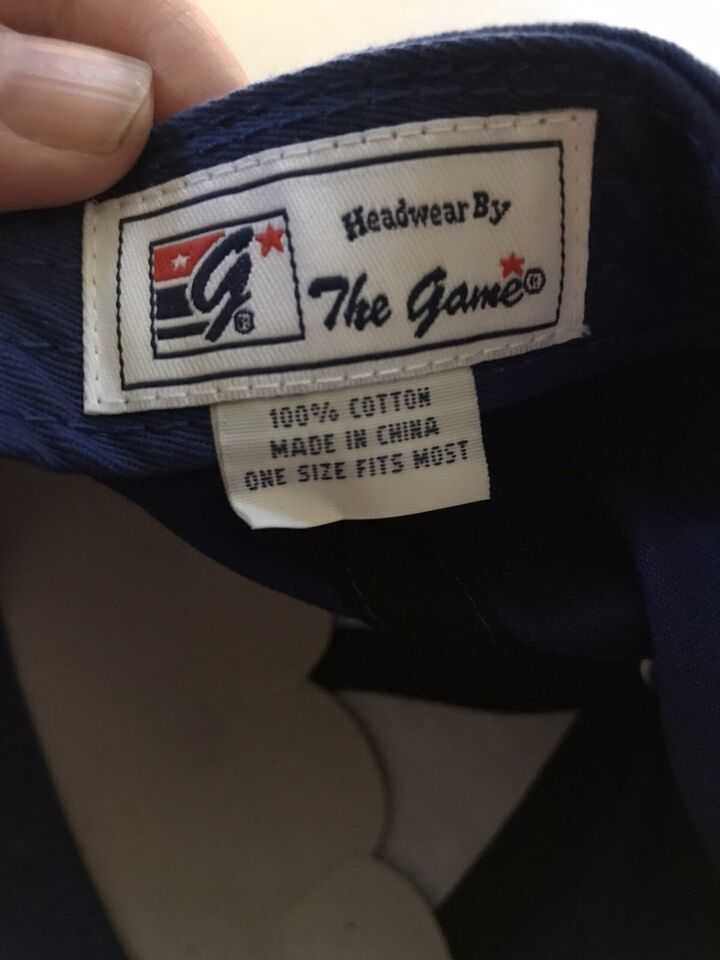 Headwear By
g®
The Game®
100% COTTON
MADE IN CHINA
ONE SIZE FITS MOST